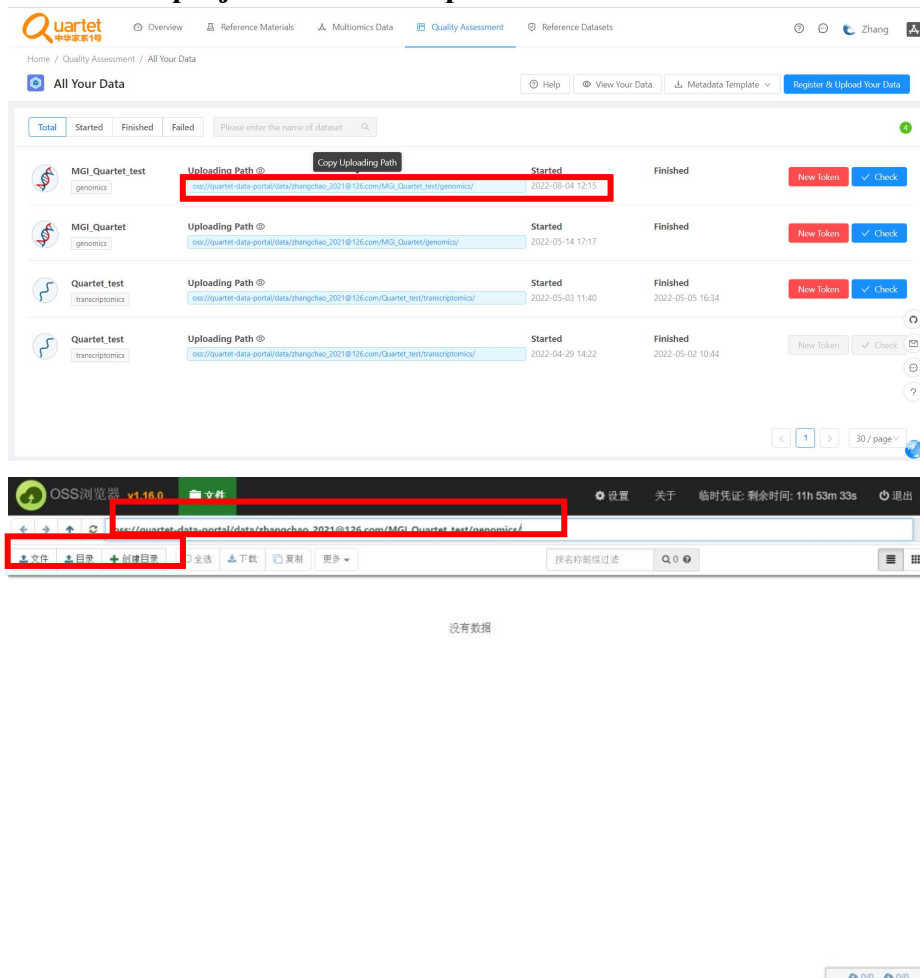 uartet
中华家系1号
Overview
Reference Materials
Multiomics Data
Quality Assessment
Reference Datasets
Zhang
Home / Quality Assessment / All Your Data
All Your Data
Help
View Your Data
Metadata Template
Register & Upload Your Data
Total
Started
Finished
Failed
Please enter the name of dataset
4
Copy Uploading Path
MGI_Quartet_test
genomics
Uploading Path
oss://quartet-data-portal/data/zhangchao_2021@126.com/MGI_Quartet_test/genomics/
Started
2022-08-04 12:15
Finished
New Token
Check
MGI_Quartet
genomics
Uploading Path
oss://quartet-data-portal/data/zhangchao_2021@126.com/MGI_Quartet/genomics/
Started
2022-05-14 17:17
Finished
New Token
Check
Quartet_test
transcriptomics
Uploading Path
oss://quartet-data-portal/data/zhangchao_2021@126.com/Quartet_test/transcriptomics/
Started
2022-05-03 11:40
Finished
2022-05-05 16:34
New Token
Check
Quartet_test
transcriptomics
Uploading Path
oss://quartet-data-portal/data/zhangchao_2021@126.com/Quartet_test/transcriptomics/
Started
2022-04-29 14:22
Finished
2022-05-02 10:44
New Token
Check
< 1 > 30 / page
OSS浏览器 v1.16.0
文件
设置
关于
临时凭证: 剩余时间: 11h 53m 33s
退出
oss://quartet-data-portal/data/zhangchao_2021@126.com/MGI_Quartet_test/genomics/
文件
目录
创建目录
全选
下载
复制
更多
按名称前缀过滤
0
没有数据